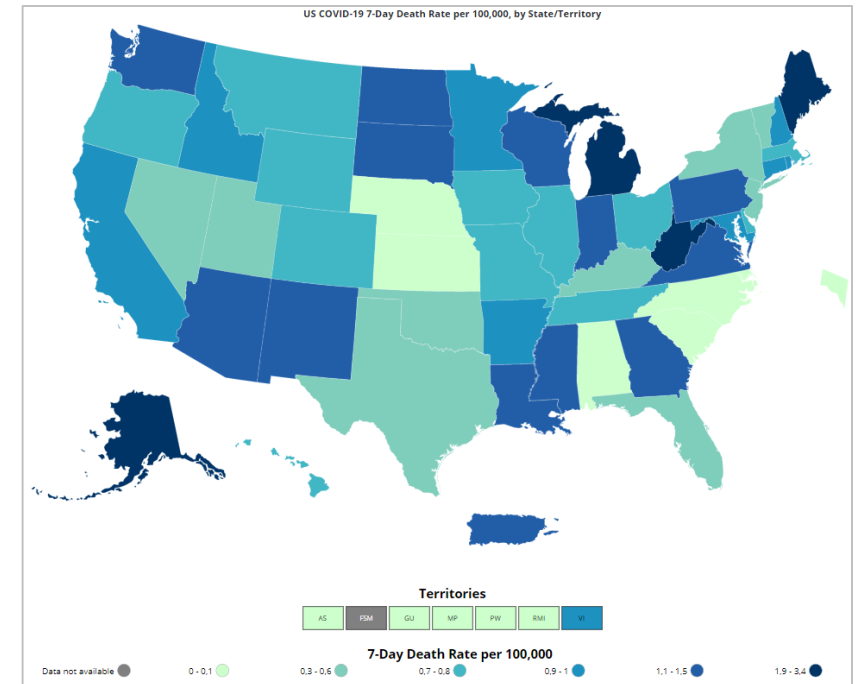 US COVID-19 7-Day Death Rate per 100,000, by State/Territory
Territories
AS FSM GU MP PW RMI VI
7-Day Death Rate per 100,000
Data not available 0 - 0,1 0,3 - 0,6 0,7 - 0,8 0,9 - 1 1,1 - 1,5 1,9 - 3,4